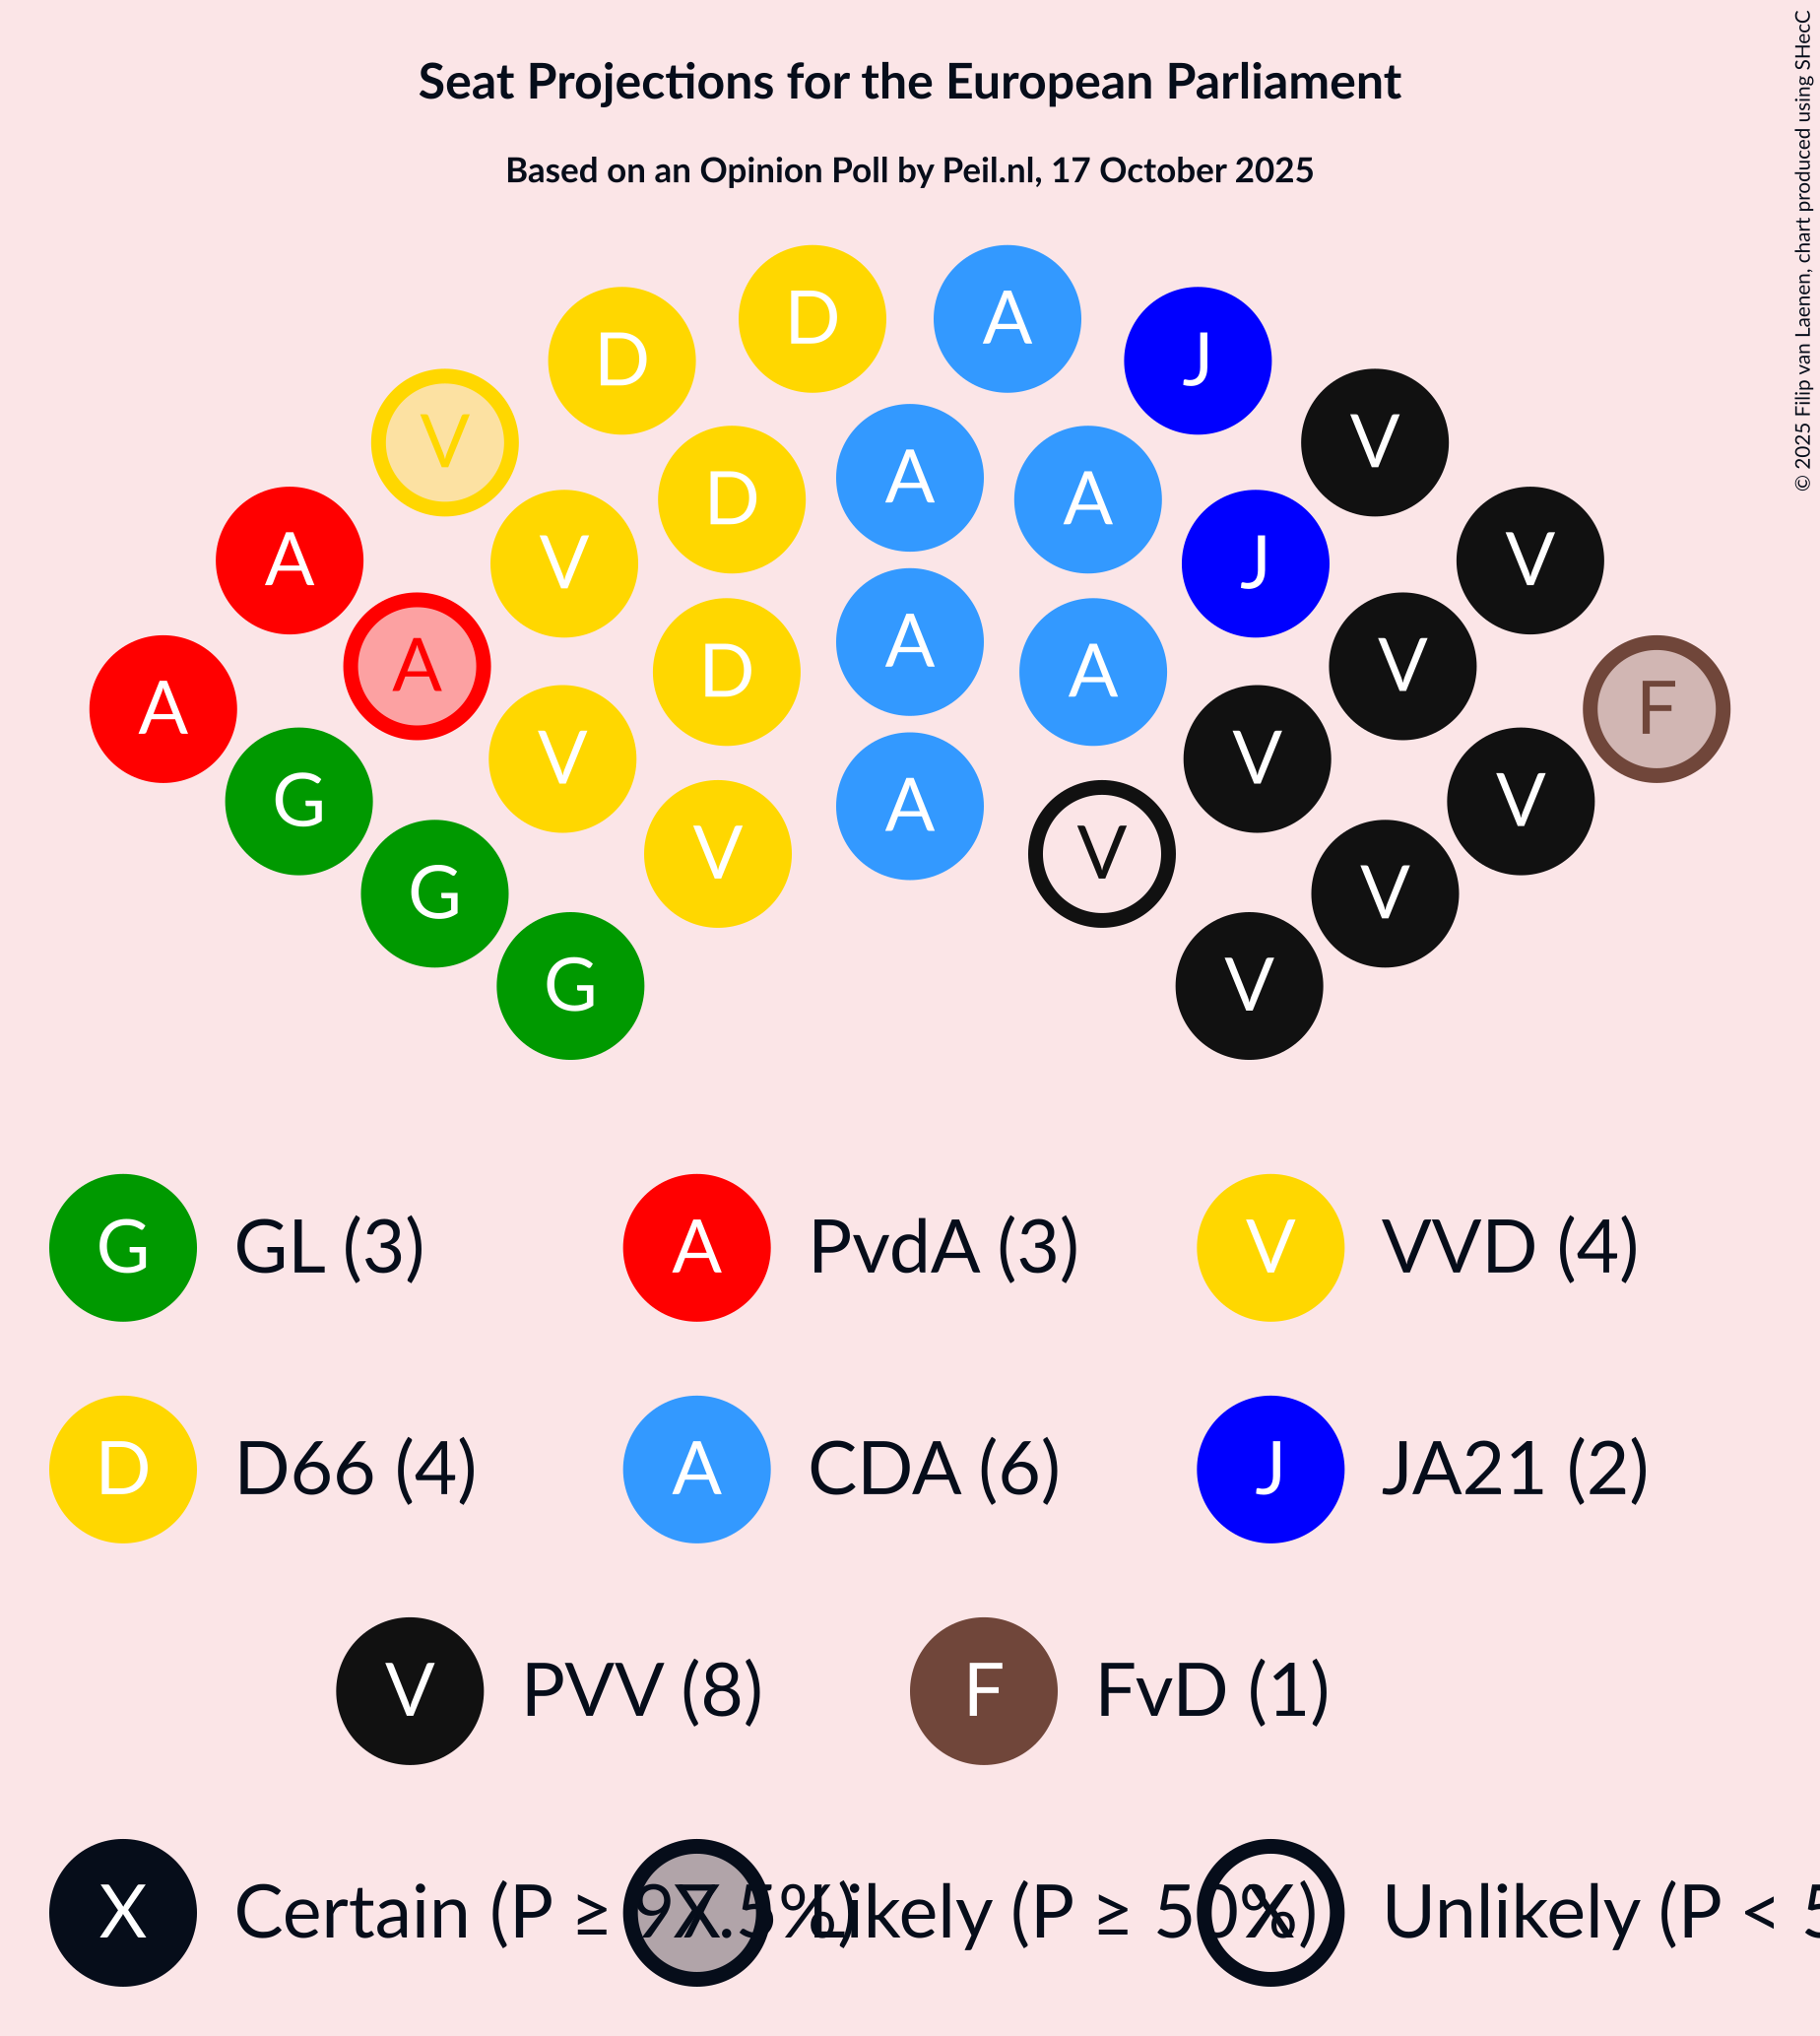 Seat Projections for the European Parliament
Based on an Opinion Poll by Peil.nl, 17 October 2025
© 2025 Filip van Laenen, chart produced using SHecC
D A
D J
V V
A D A A V
A V J V
A A V
A D A F
G V V V
G V A V V
G V
G GL (3) A PvdA (3) V VVD (4)
D D66 (4) A CDA (6) J JA21 (2)
V PVV (8) F FvD (1)
X Certain (P ≥ 97.5%) X Likely (P ≥ 50%) X Unlikely (P < 5